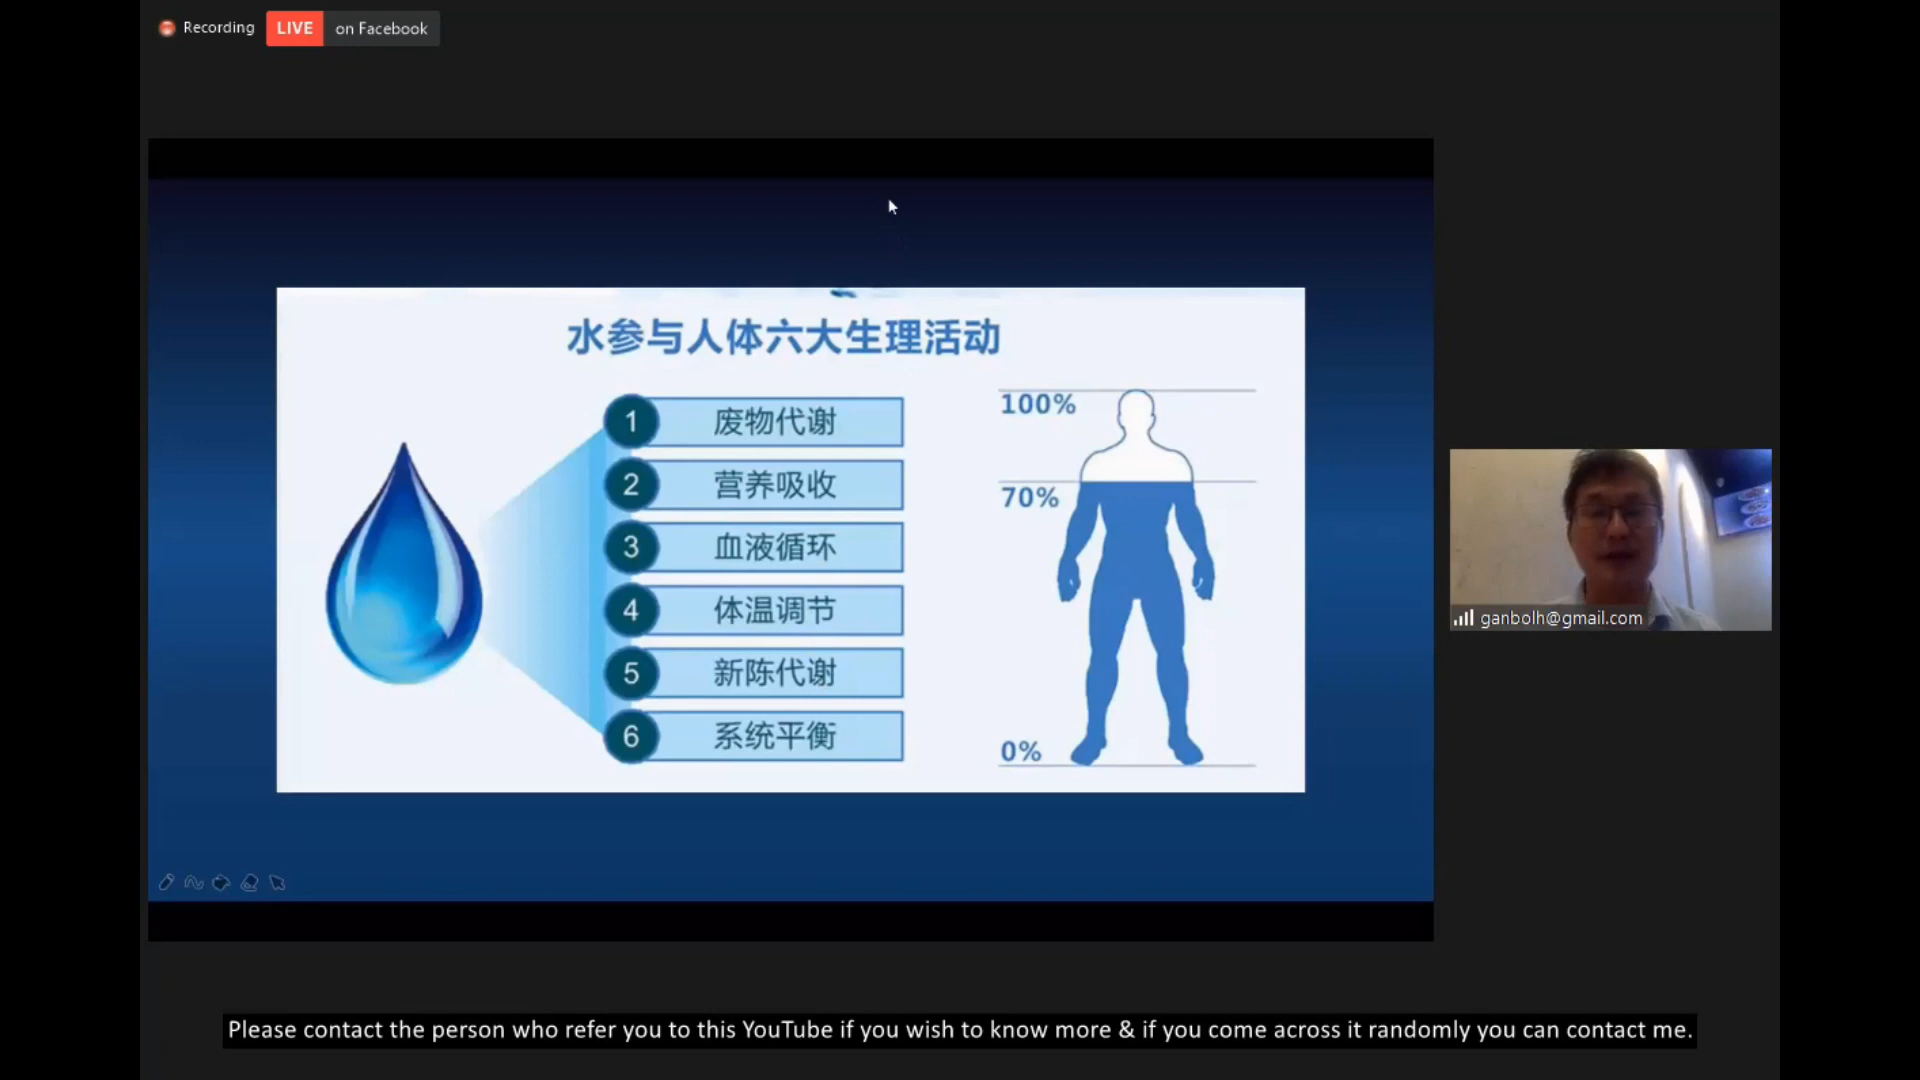 Recording LIVE on Facebook
水参与人体六大生理活动
1 废物代谢
2 营养吸收
3 血液循环
4 体温调节
5 新陈代谢
6 系统平衡
100%
70%
0%
ganbolh@gmail.com
Please contact the person who refer you to this YouTube if you wish to know more & if you come across it randomly you can contact me.